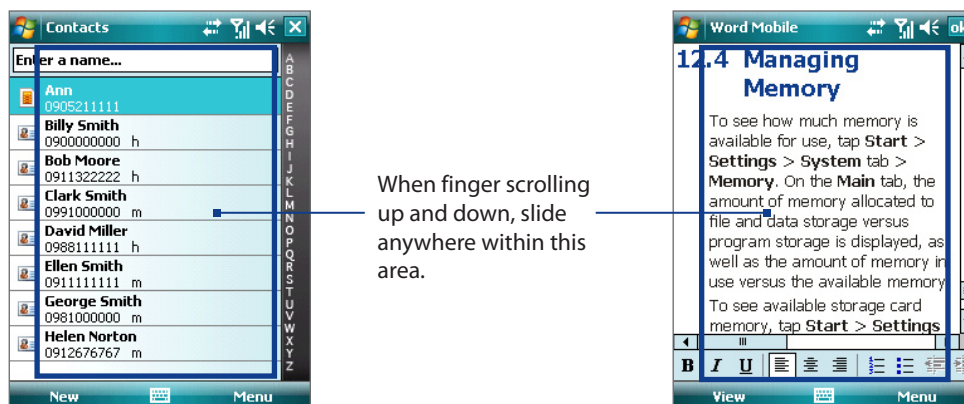 Contacts
Enter a name...
Ann
0905211111
Billy Smith
0900000000 h
Bob Moore
0911322222 h
Clark Smith
0991000000 m
David Miller
0988111111 h
Ellen Smith
0911111111 m
George Smith
0981000000 m
Helen Norton
0912676767 m
A
B
C
D
E
F
G
H
I
J
K
L
M
N
O
P
Q
R
S
T
U
V
W
X
Y
Z
New Menu
When finger scrolling
up and down, slide
anywhere within this
area.
Word Mobile ok
12.4 Managing
Memory
To see how much memory is
available for use, tap Start >
Settings > System tab >
Memory. On the Main tab, the
amount of memory allocated to
file and data storage versus
program storage is displayed, as
well as the amount of memory in
use versus the available memory
To see available storage card
memory, tap Start > Settings
B I U
View Menu